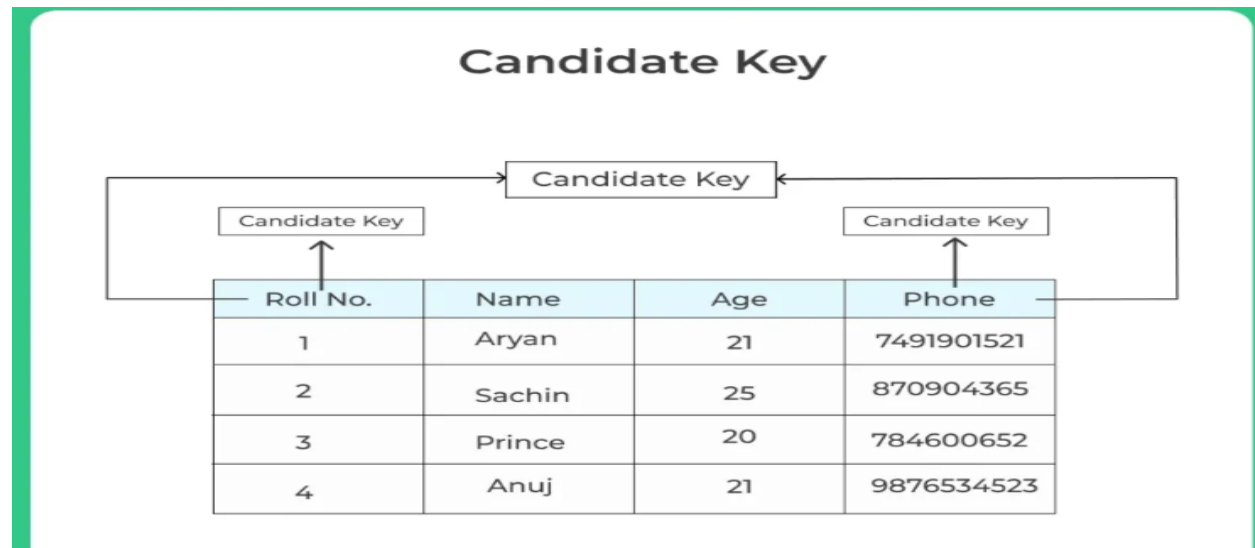 Candidate Key
Candidate Key
Candidate Key Candidate Key
Roll No. Name Age Phone
1 Aryan 21 7491901521
2 Sachin 25 870904365
3 Prince 20 784600652
4 Anuj 21 9876534523